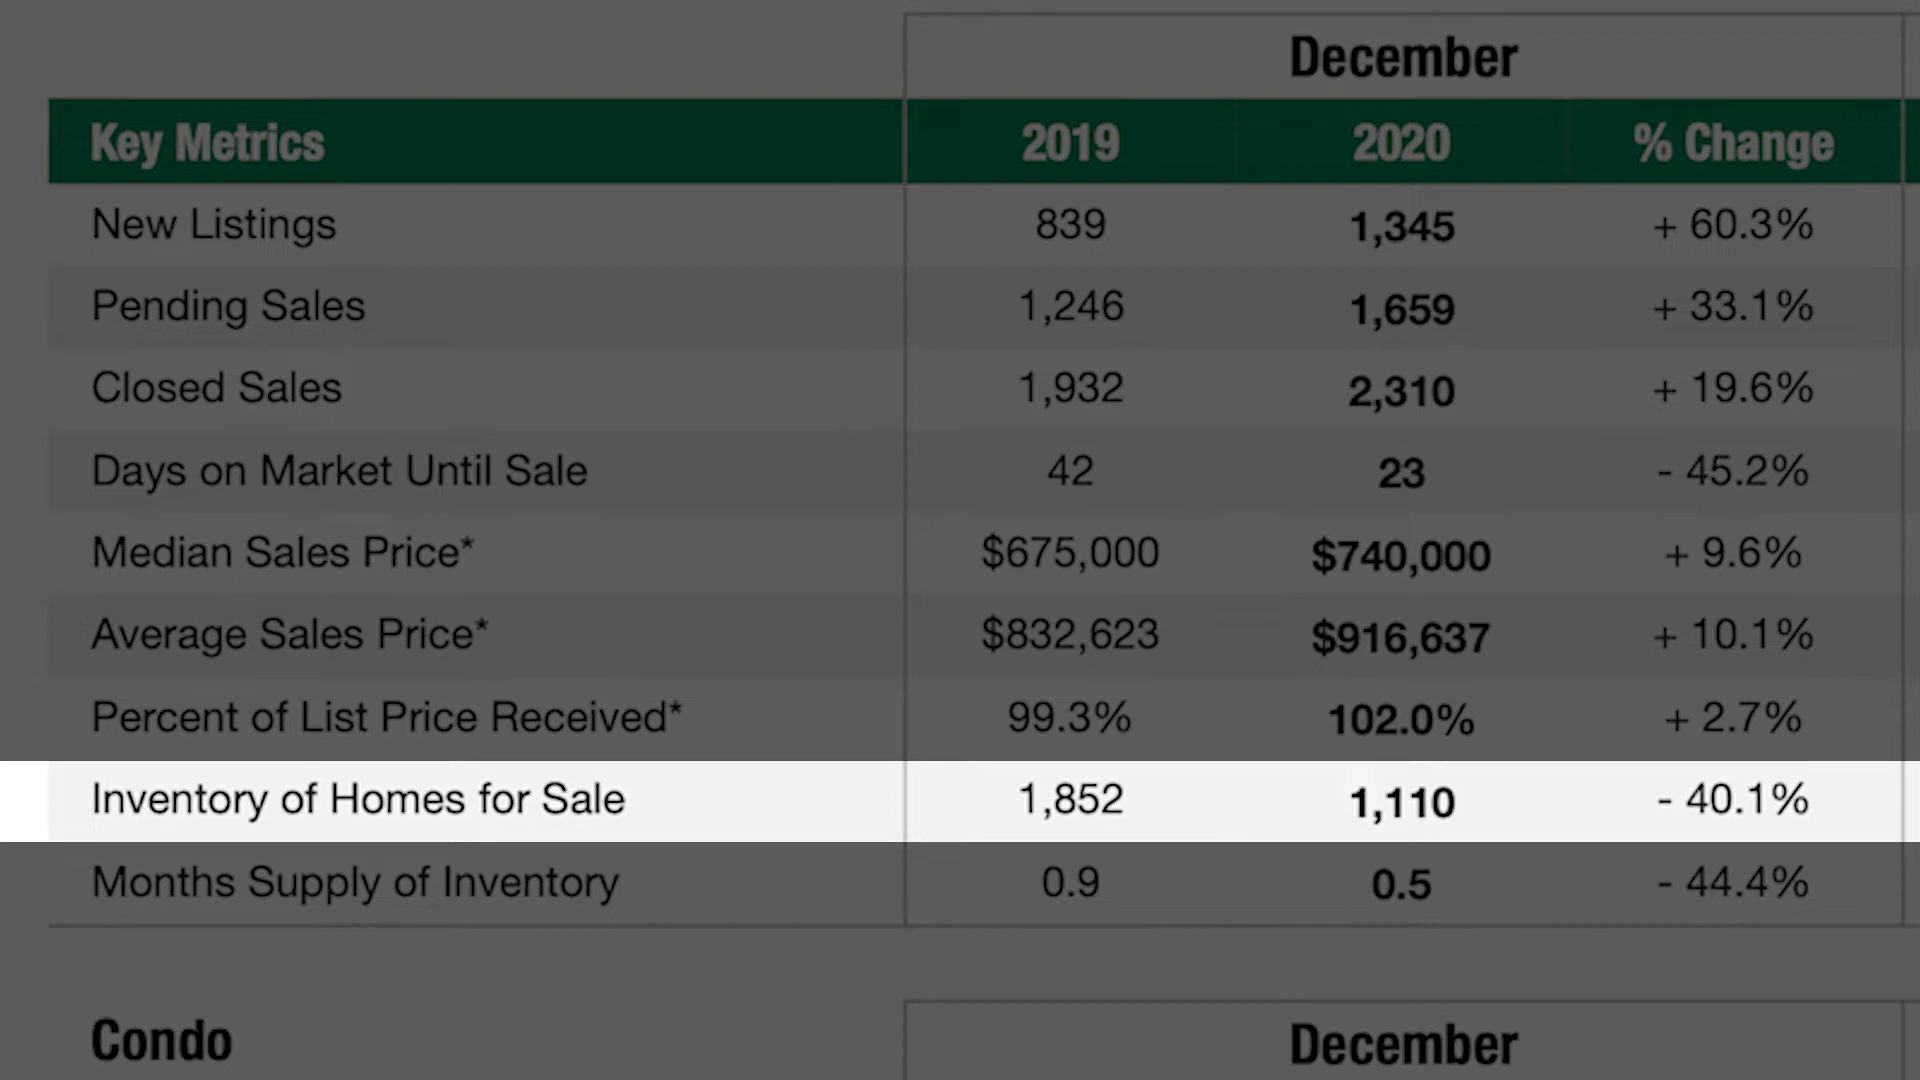 December
Key Metrics 2019 2020 % Change
New Listings 839 1,345 + 60.3%
Pending Sales 1,246 1,659 + 33.1%
Closed Sales 1,932 2,310 + 19.6%
Days on Market Until Sale 42 23 - 45.2%
Median Sales Price* $675,000 $740,000 + 9.6%
Average Sales Price* $832,623 $916,637 + 10.1%
Percent of List Price Received* 99.3% 102.0% + 2.7%
Inventory of Homes for Sale 1,852 1,110 - 40.1%
Months Supply of Inventory 0.9 0.5 - 44.4%
Condo December